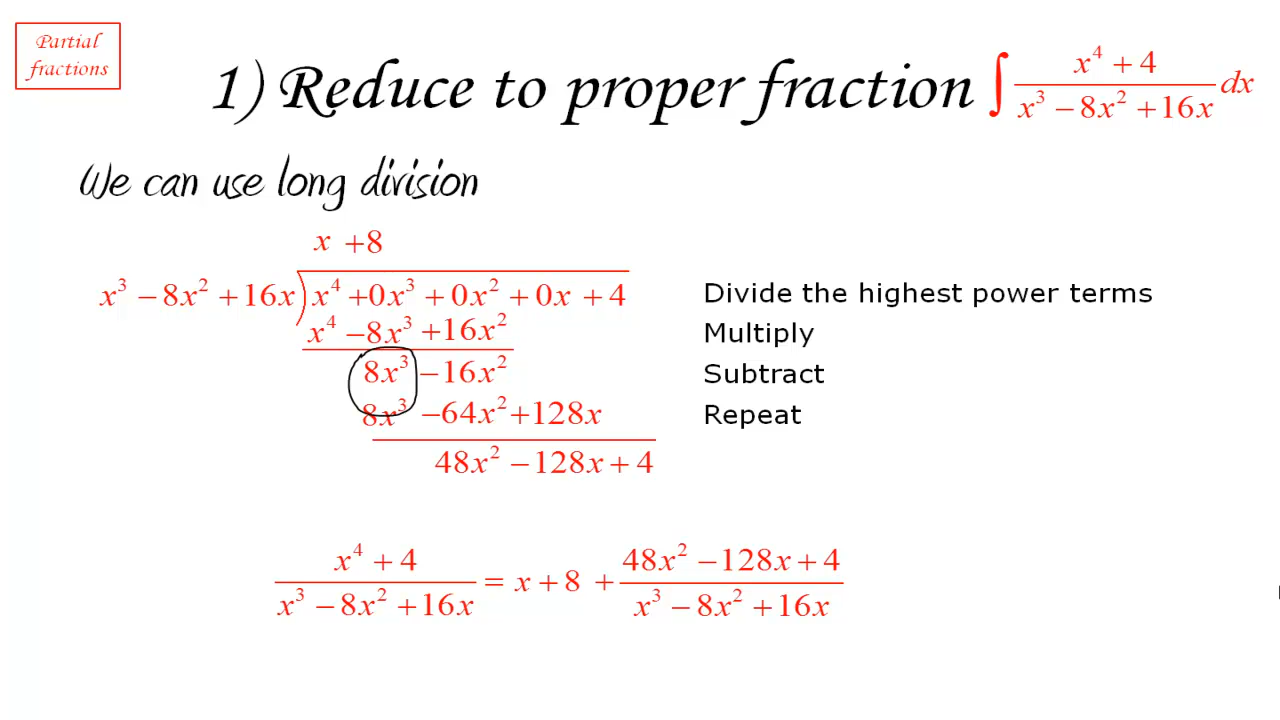 Partial
fractions
1) Reduce to proper fraction ∫ (x⁴ + 4)/(x³ − 8x² + 16x) dx
We can use long division
x + 8
x³ − 8x² + 16x ) x⁴ + 0x³ + 0x² + 0x + 4
Divide the highest power terms
x⁴ − 8x³ + 16x²
Multiply
8x³ − 16x²
Subtract
8x³ − 64x² + 128x
Repeat
48x² − 128x + 4
(x⁴ + 4)/(x³ − 8x² + 16x) = x + 8 + (48x² − 128x + 4)/(x³ − 8x² + 16x)